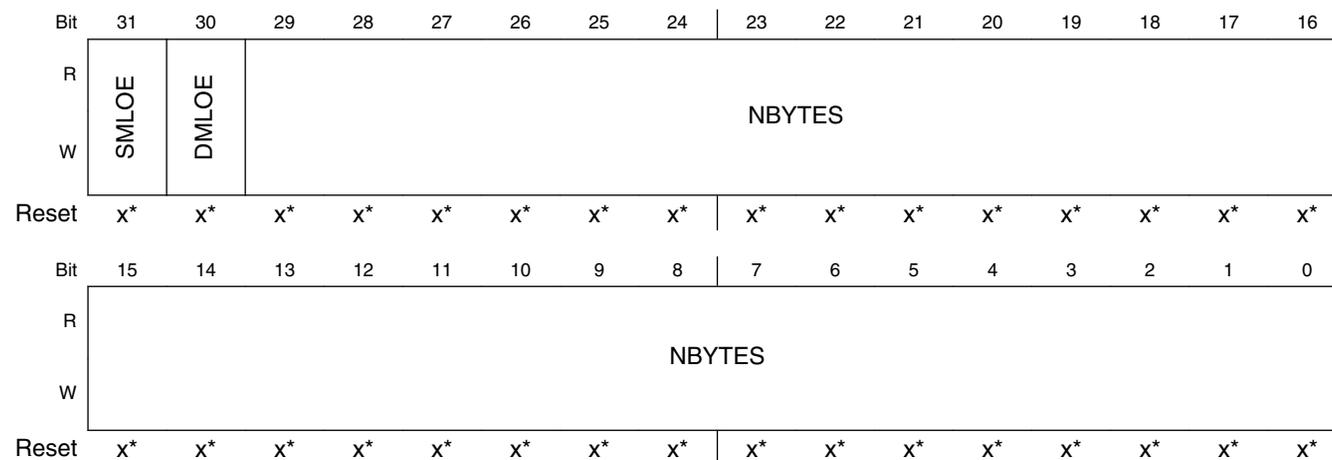 Bit 31 30 29 28 27 26 25 24 23 22 21 20 19 18 17 16
R
SMLOE DMLOE NBYTES
W
Reset x* x* x* x* x* x* x* x* x* x* x* x* x* x* x* x*
Bit 15 14 13 12 11 10 9 8 7 6 5 4 3 2 1 0
R
NBYTES
W
Reset x* x* x* x* x* x* x* x* x* x* x* x* x* x* x* x*